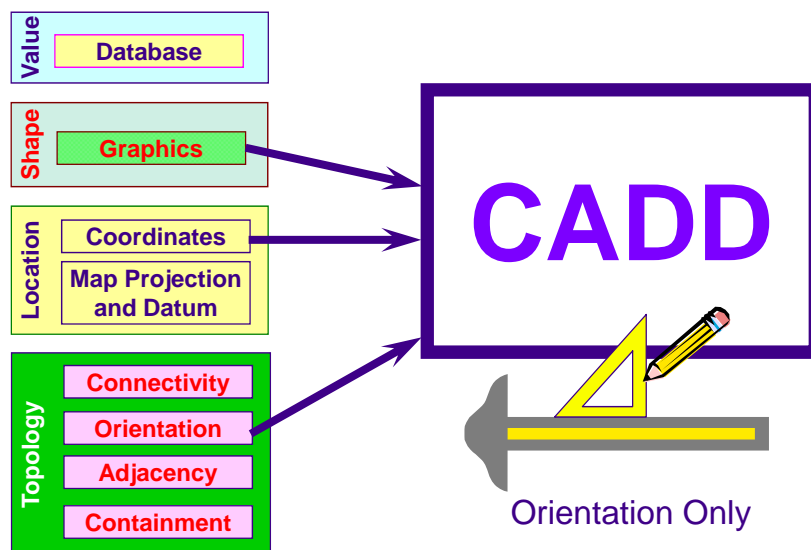 Value
Database
Shape
Graphics
Location
Coordinates
Map Projection
and Datum
Topology
Connectivity
Orientation
Adjacency
Containment
CADD
Orientation Only